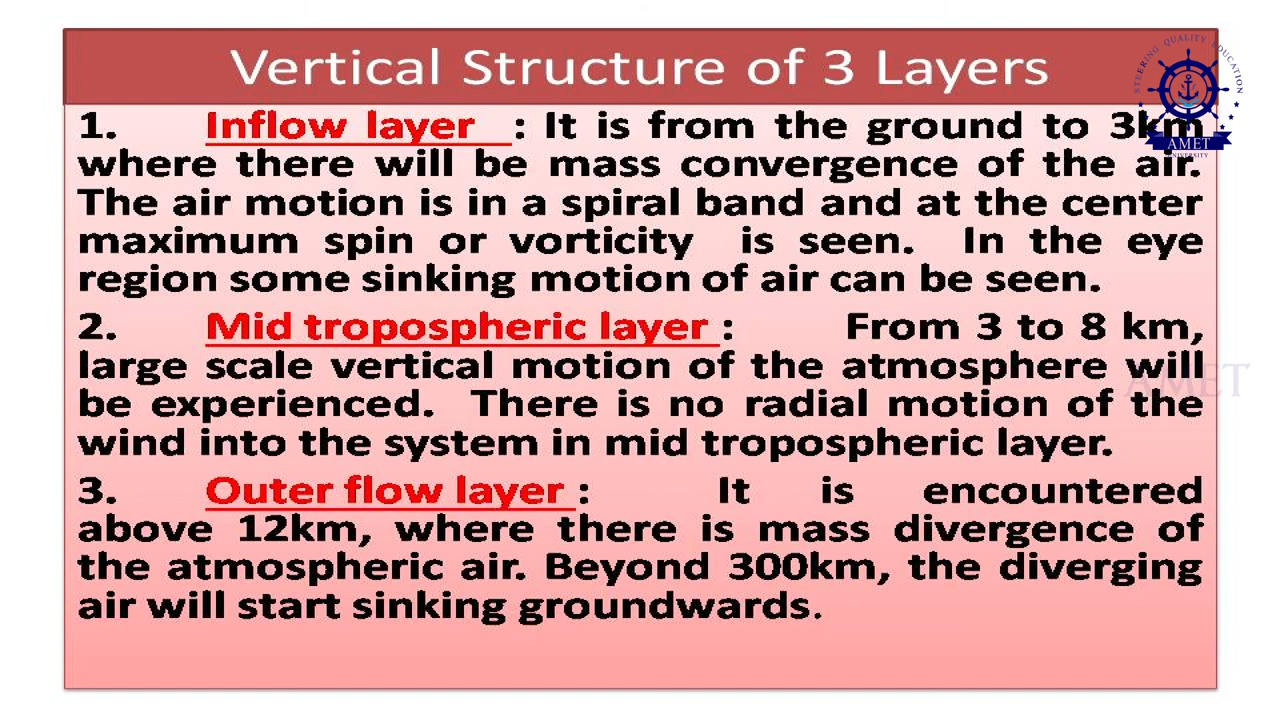 Vertical Structure of 3 Layers
STEERING QUALITY EDUCATION
AMET
UNIVERSITY
1. Inflow layer : It is from the ground to 3km
where there will be mass convergence of the air.
The air motion is in a spiral band and at the center
maximum spin or vorticity is seen. In the eye
region some sinking motion of air can be seen.
2. Mid tropospheric layer : From 3 to 8 km,
large scale vertical motion of the atmosphere will
AMET
be experienced. There is no radial motion of the
wind into the system in mid tropospheric layer.
3. Outer flow layer : It is encountered
above 12km, where there is mass divergence of
the atmospheric air. Beyond 300km, the diverging
air will start sinking groundwards.